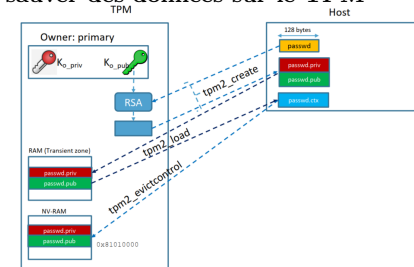 sauver des données sur le TPM
TPM
Host
Owner: primary
K_o_priv
K_o_pub
RSA
128 bytes
passwd
passwd.priv
passwd.pub
passwd.ctx
tpm2_create
tpm2_load
tpm2_evictcontrol
RAM (Transient zone)
passwd.priv
passwd.pub
NV-RAM
passwd.priv
passwd.pub
0x81010000